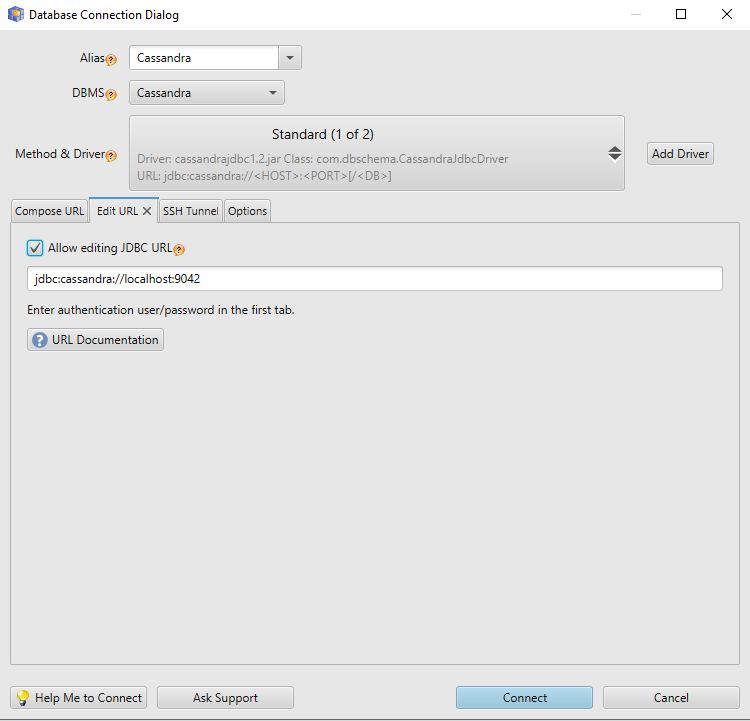 Database Connection Dialog
Alias
Cassandra
DBMS
Cassandra
Standard (1 of 2)
Method & Driver
Driver: cassandrajdbc1.2.jar Class: com.dbschema.CassandraJdbcDriver
URL: jdbc:cassandra://<HOST>:<PORT>[/<DB>]
Add Driver
Compose URL Edit URL SSH Tunnel Options
Allow editing JDBC URL
jdbc:cassandra://localhost:9042
Enter authentication user/password in the first tab.
? URL Documentation
Help Me to Connect Ask Support Connect Cancel